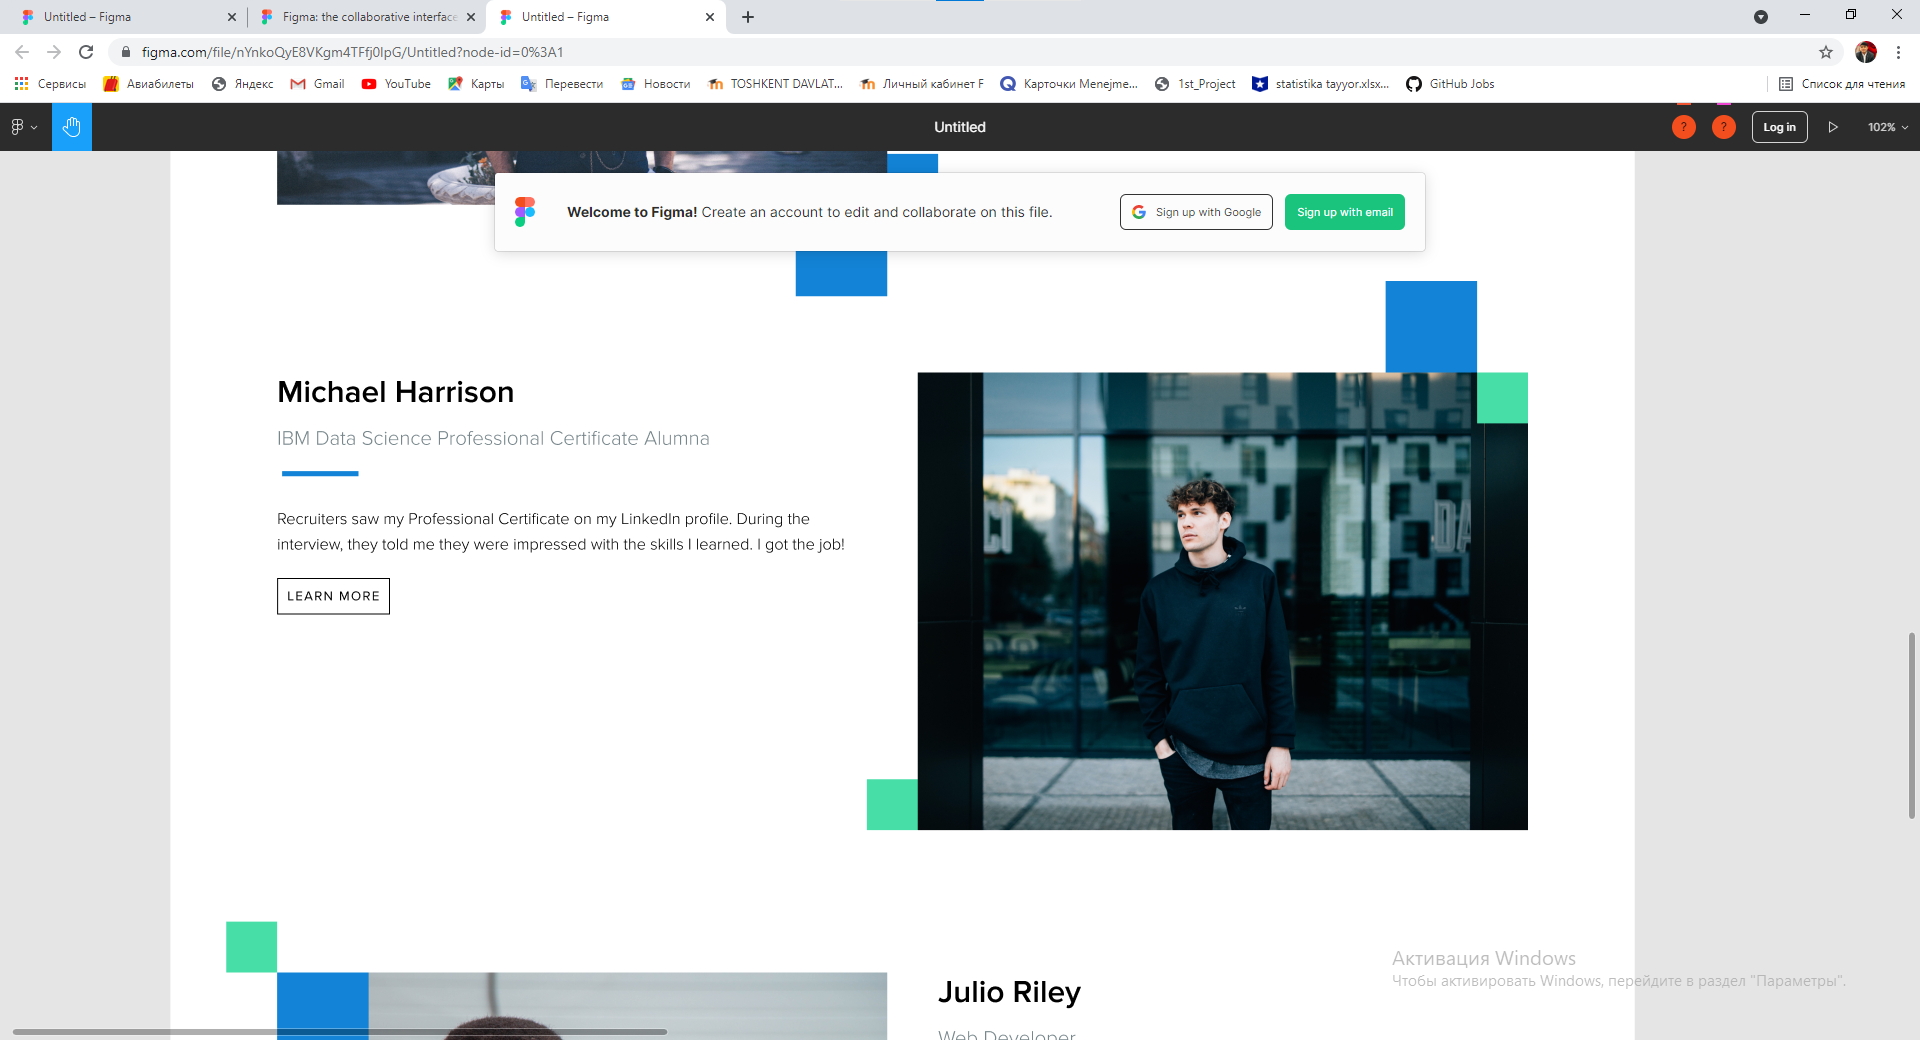 Untitled – Figma
Figma: the collaborative interface
Untitled – Figma
figma.com/file/nYnkoQyE8VKgm4TFfj0lpG/Untitled?node-id=0%3A1
Сервисы
Авиабилеты
Яндекс
Gmail
YouTube
Карты
Перевести
Новости
TOSHKENT DAVLAT...
Личный кабинет F
Карточки Menejme...
1st_Project
statistika tayyor.xlsx...
GitHub Jobs
Список для чтения
Untitled
?
?
Log in
102%
Welcome to Figma! Create an account to edit and collaborate on this file.
Sign up with Google
Sign up with email
Michael Harrison
IBM Data Science Professional Certificate Alumna
Recruiters saw my Professional Certificate on my LinkedIn profile. During the
interview, they told me they were impressed with the skills I learned. I got the job!
LEARN MORE
Julio Riley
Web Developer
Активация Windows
Чтобы активировать Windows, перейдите в раздел "Параметры".